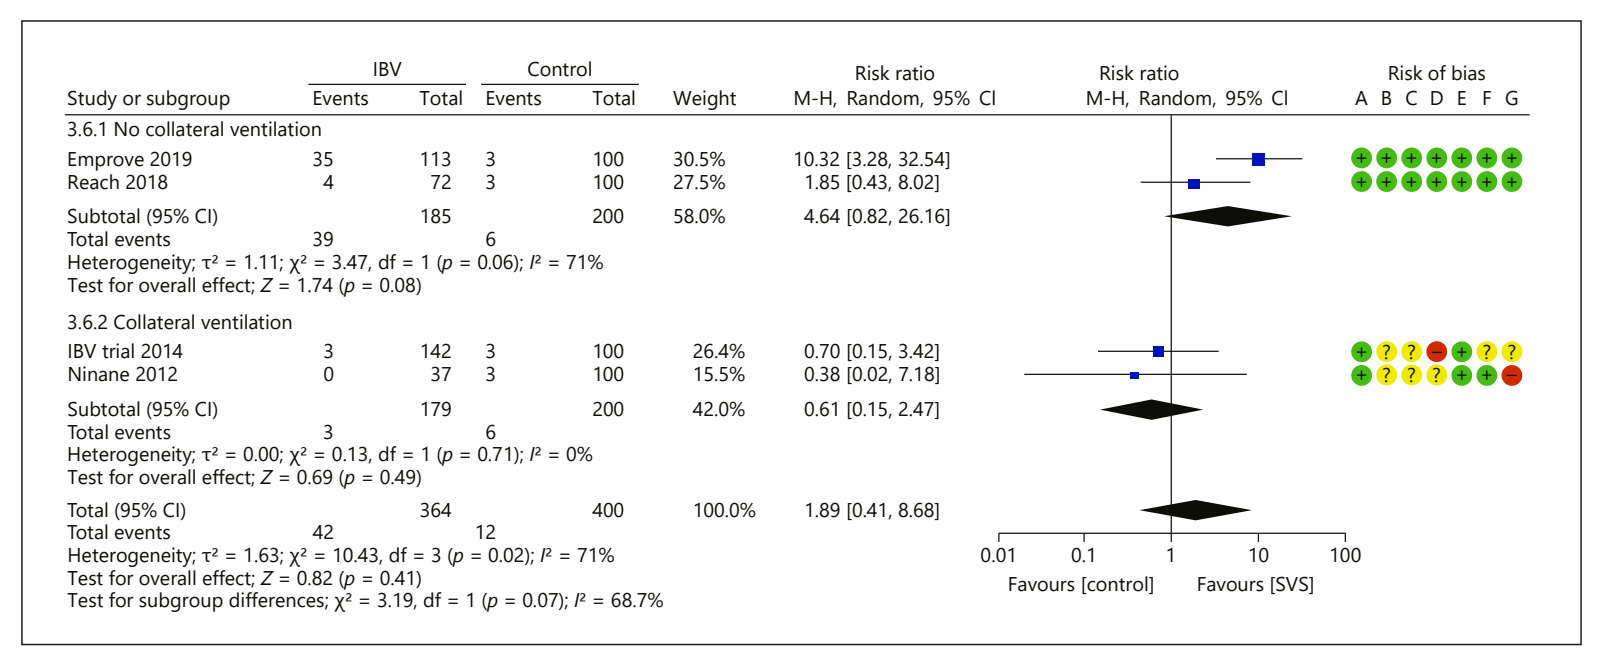 IBV Control Risk ratio Risk ratio Risk of bias
Study or subgroup Events Total Events Total Weight M-H, Random, 95% CI M-H, Random, 95% CI A B C D E F G
3.6.1 No collateral ventilation
Emprove 2019 35 113 3 100 30.5% 10.32 [3.28, 32.54] + + + + + + +
Reach 2018 4 72 3 100 27.5% 1.85 [0.43, 8.02] + + + + + + +
Subtotal (95% CI) 185 200 58.0% 4.64 [0.82, 26.16]
Total events 39 6
Heterogeneity; τ² = 1.11; χ² = 3.47, df = 1 (p = 0.06); I² = 71%
Test for overall effect; Z = 1.74 (p = 0.08)
3.6.2 Collateral ventilation
IBV trial 2014 3 142 3 100 26.4% 0.70 [0.15, 3.42] + ? ? – + ? ?
Ninane 2012 0 37 3 100 15.5% 0.38 [0.02, 7.18] + ? ? ? + + –
Subtotal (95% CI) 179 200 42.0% 0.61 [0.15, 2.47]
Total events 3 6
Heterogeneity; τ² = 0.00; χ² = 0.13, df = 1 (p = 0.71); I² = 0%
Test for overall effect; Z = 0.69 (p = 0.49)
Total (95% CI) 364 400 100.0% 1.89 [0.41, 8.68]
Total events 42 12
Heterogeneity; τ² = 1.63; χ² = 10.43, df = 3 (p = 0.02); I² = 71%
Test for overall effect; Z = 0.82 (p = 0.41)
Test for subgroup differences; χ² = 3.19, df = 1 (p = 0.07); I² = 68.7%
0.01 0.1 1 10 100
Favours [control] Favours [SVS]